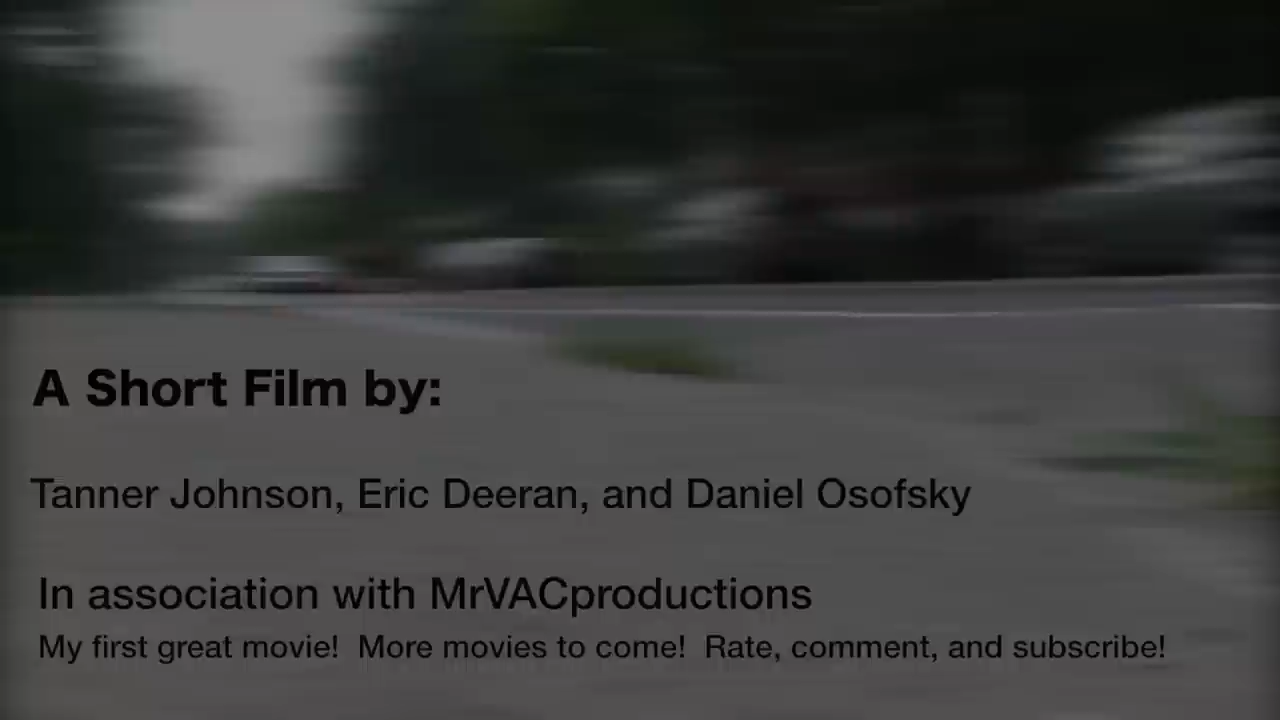 A Short Film by:
Tanner Johnson, Eric Deeran, and Daniel Osofsky
In association with MrVACproductions
My first great movie!  More movies to come!  Rate, comment, and subscribe!